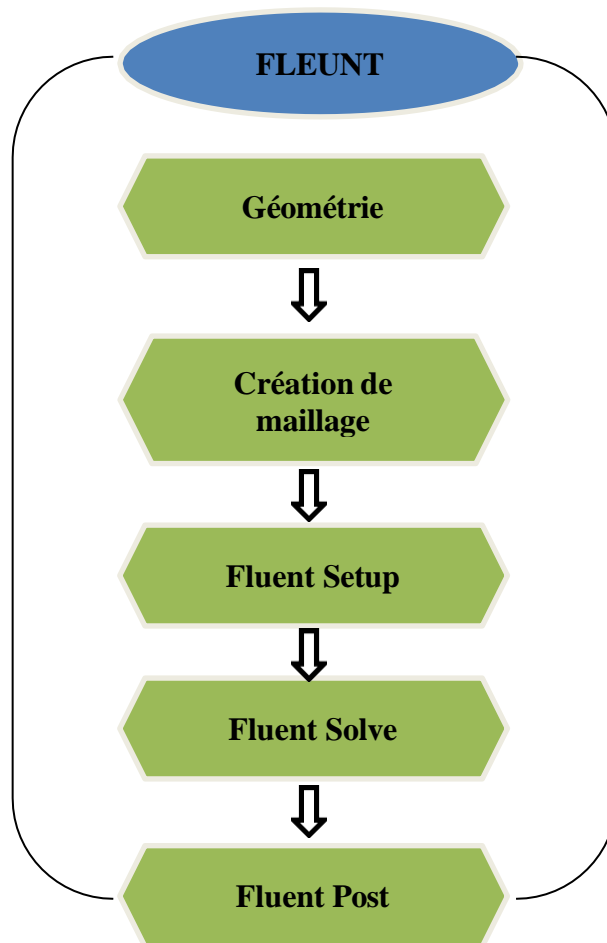 FLEUNT
Géométrie
Création de
maillage
Fluent Setup
Fluent Solve
Fluent Post